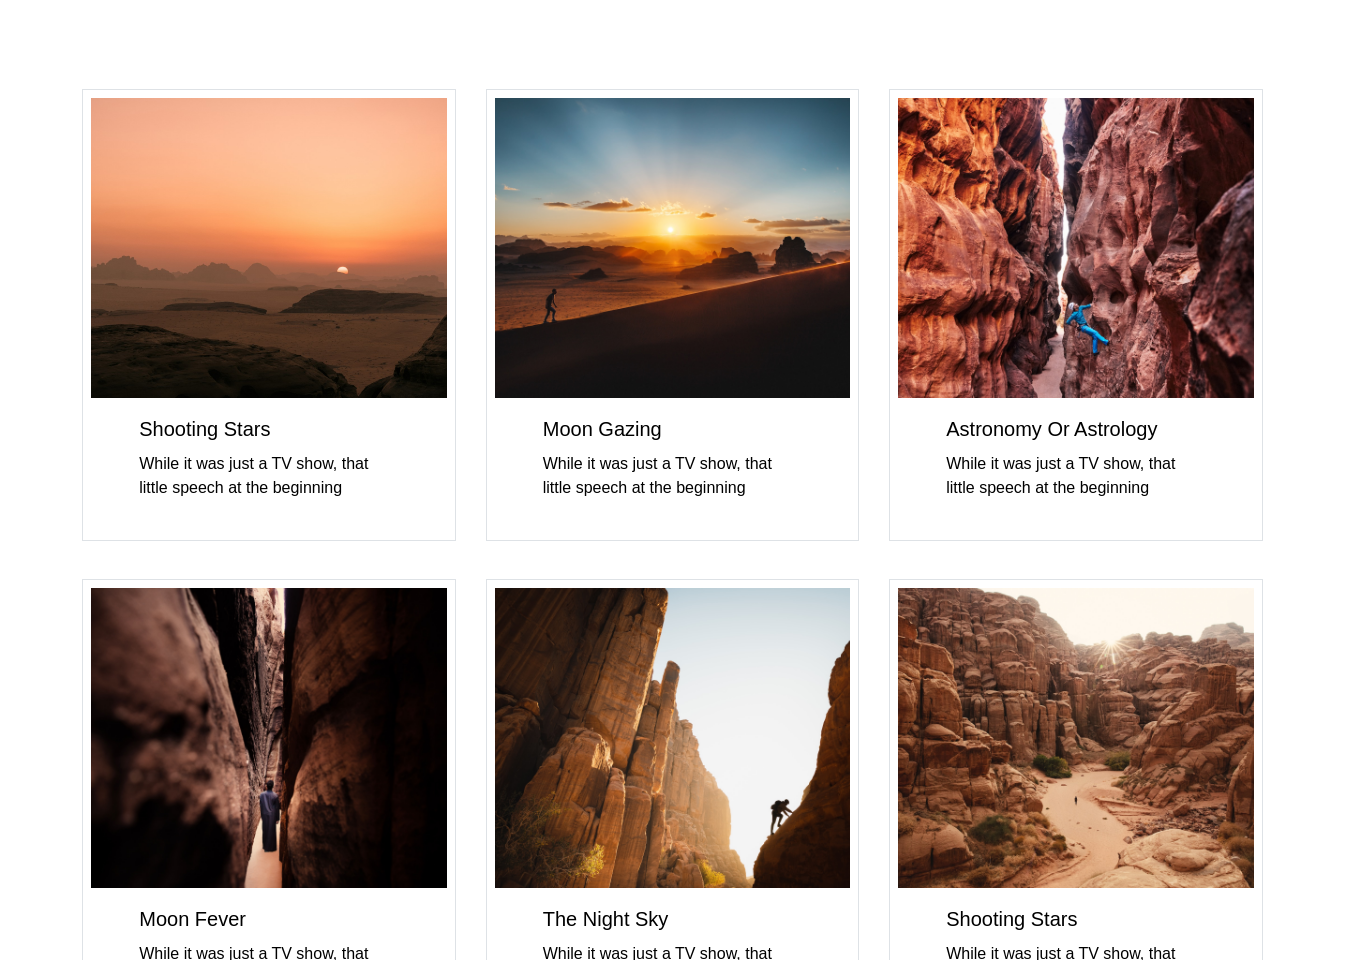 Shooting Stars
While it was just a TV show, that
little speech at the beginning
Moon Gazing
While it was just a TV show, that
little speech at the beginning
Astronomy Or Astrology
While it was just a TV show, that
little speech at the beginning
Moon Fever
While it was just a TV show, that
The Night Sky
While it was just a TV show, that
Shooting Stars
While it was just a TV show, that